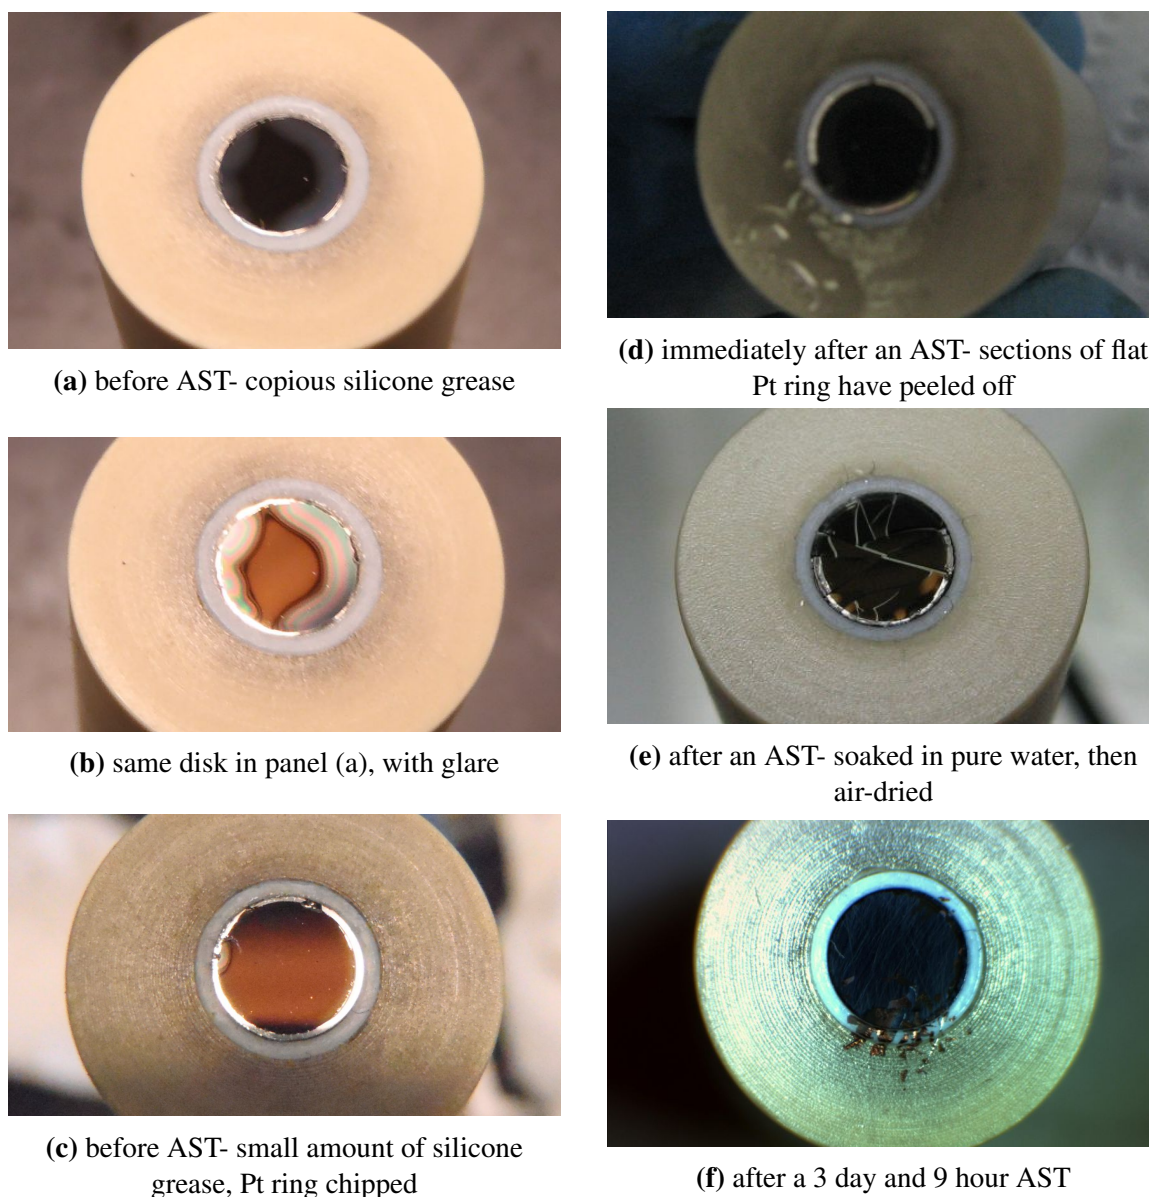 (a) before AST- copious silicone grease
(b) same disk in panel (a), with glare
(c) before AST- small amount of silicone
grease, Pt ring chipped
(d) immediately after an AST- sections of flat
Pt ring have peeled off
(e) after an AST- soaked in pure water, then
air-dried
(f) after a 3 day and 9 hour AST